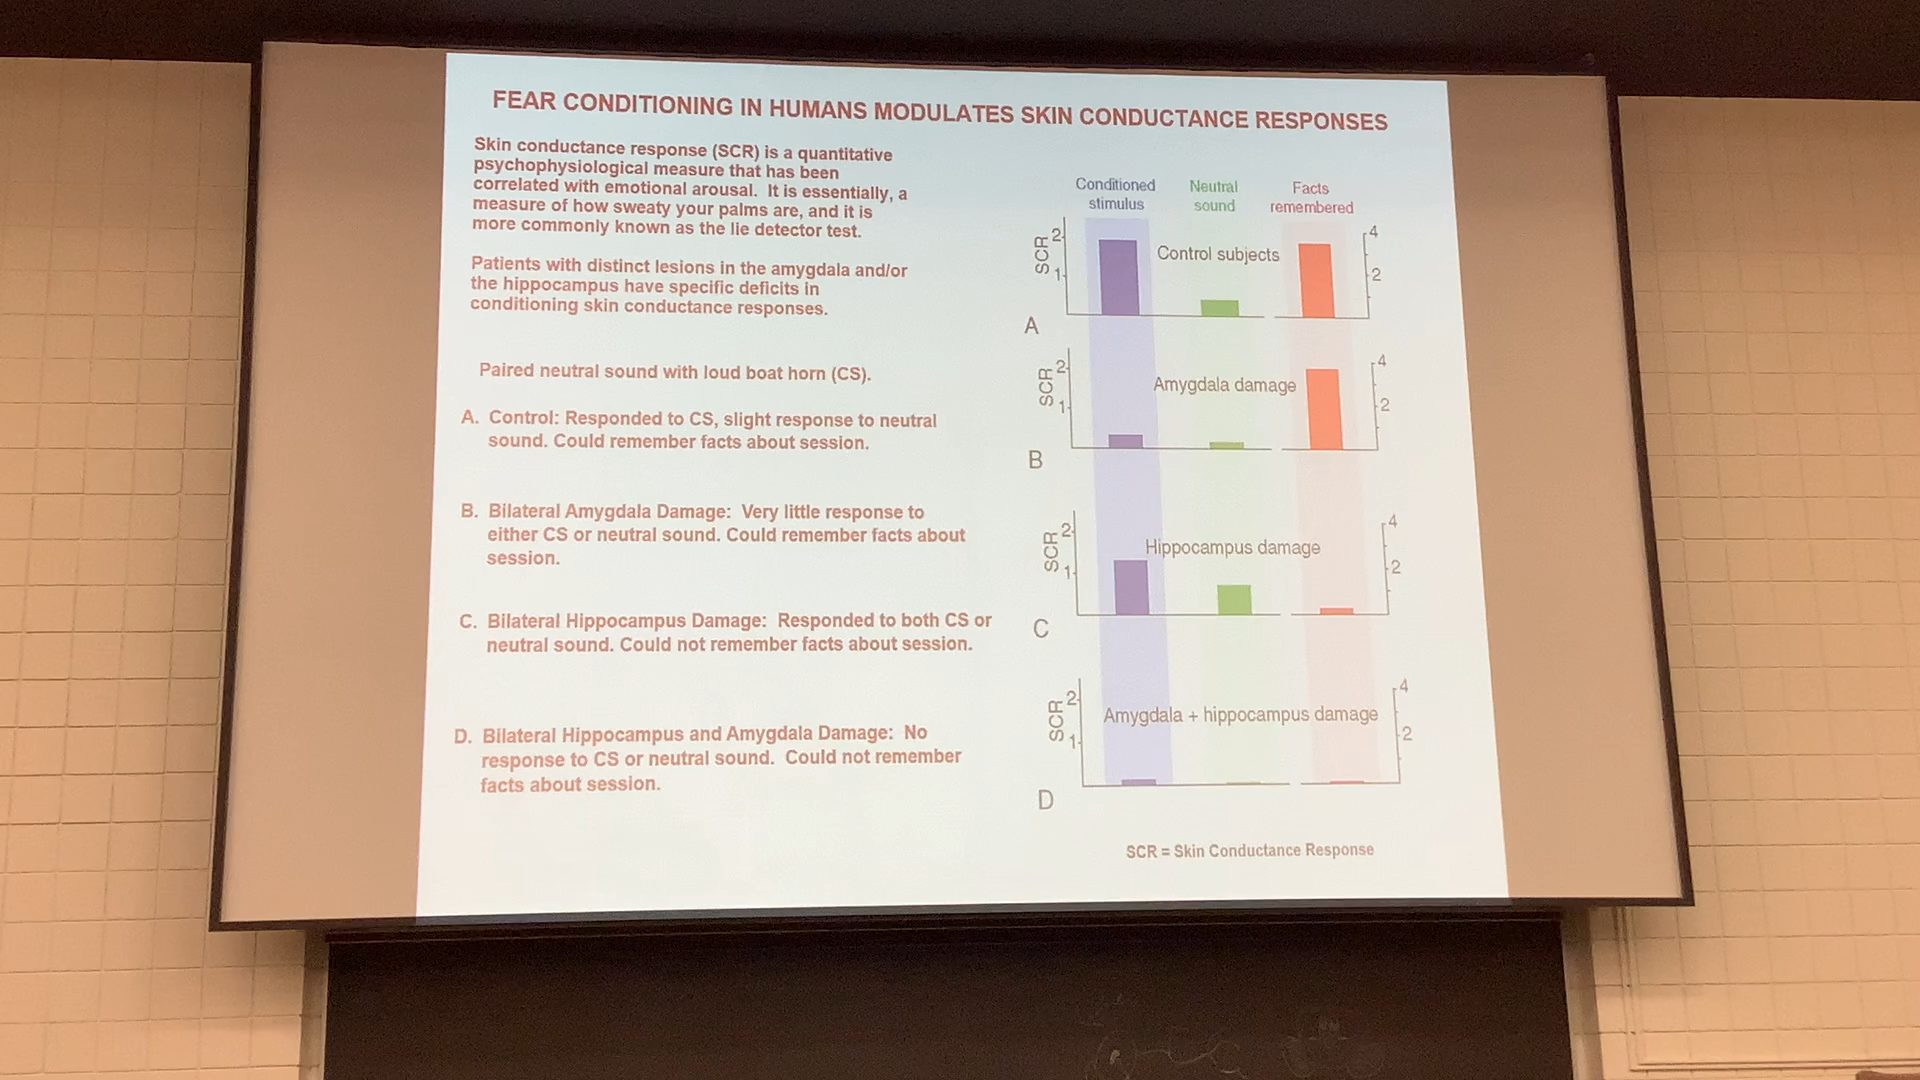 FEAR CONDITIONING IN HUMANS MODULATES SKIN CONDUCTANCE RESPONSES
Skin conductance response (SCR) is a quantitative
psychophysiological measure that has been
correlated with emotional arousal. It is essentially, a
measure of how sweaty your palms are, and it is
more commonly known as the lie detector test.
Patients with distinct lesions in the amygdala and/or
the hippocampus have specific deficits in
conditioning skin conductance responses.
Paired neutral sound with loud boat horn (CS).
A. Control: Responded to CS, slight response to neutral
sound. Could remember facts about session.
B. Bilateral Amygdala Damage: Very little response to
either CS or neutral sound. Could remember facts about
session.
C. Bilateral Hippocampus Damage: Responded to both CS or
neutral sound. Could not remember facts about session.
D. Bilateral Hippocampus and Amygdala Damage: No
response to CS or neutral sound. Could not remember
facts about session.
Conditioned
stimulus
Neutral
sound
Facts
remembered
SCR
2
1
Control subjects
4
2
A
SCR
2
1
Amygdala damage
4
2
B
SCR
2
1
Hippocampus damage
4
2
C
SCR
2
1
Amygdala + hippocampus damage
4
2
D
SCR = Skin Conductance Response